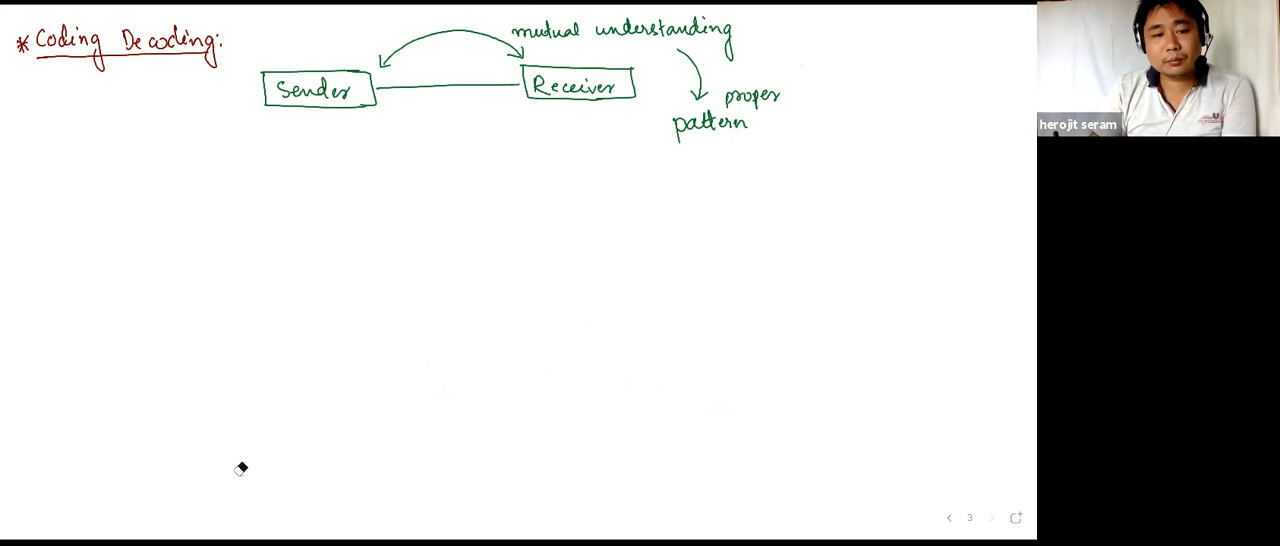 * Coding Decoding:
mutual understanding
Sender
Receiver
proper
pattern
herojit seram
3